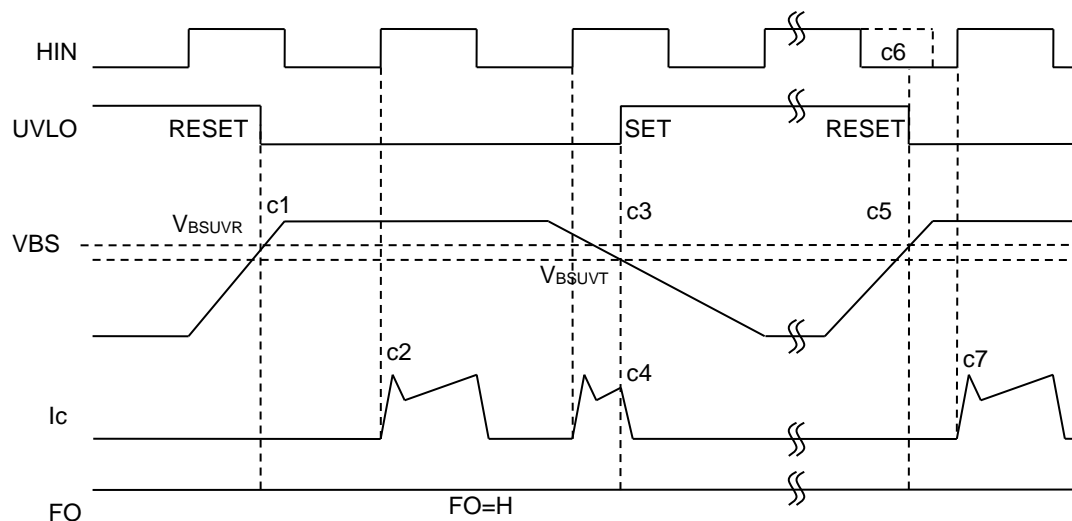 HIN
c6
UVLO
RESET
SET
RESET
c1
c3
c5
VBSUVR
VBS
VBSUVT
c2
c4
c7
Ic
FO
FO=H